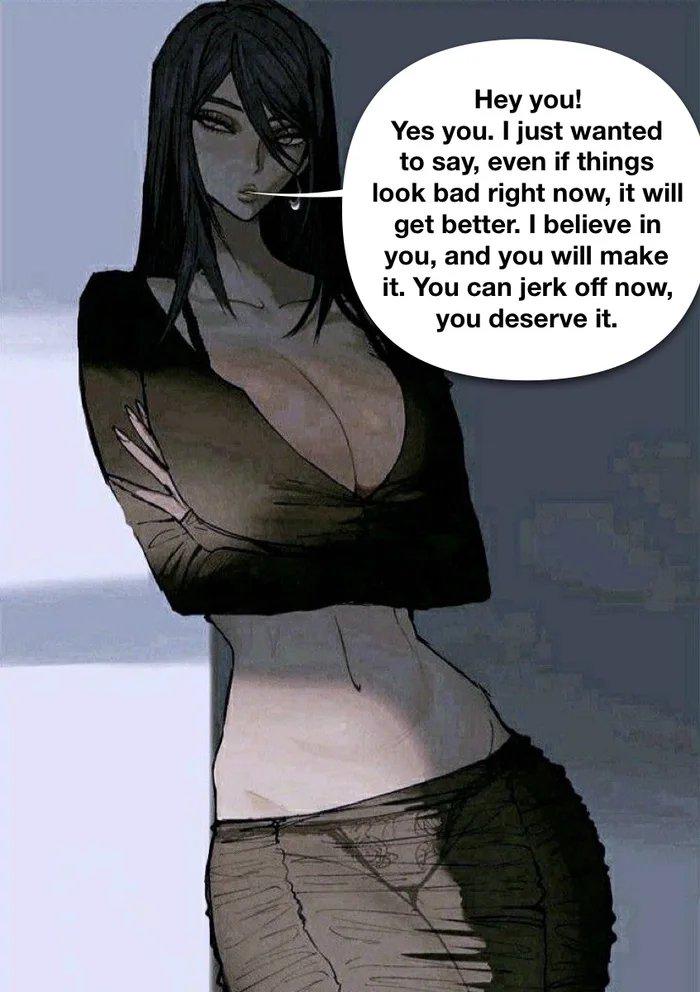 Hey you!
Yes you. I just wanted
to say, even if things
look bad right now, it will
get better. I believe in
you, and you will make
it. You can jerk off now,
you deserve it.